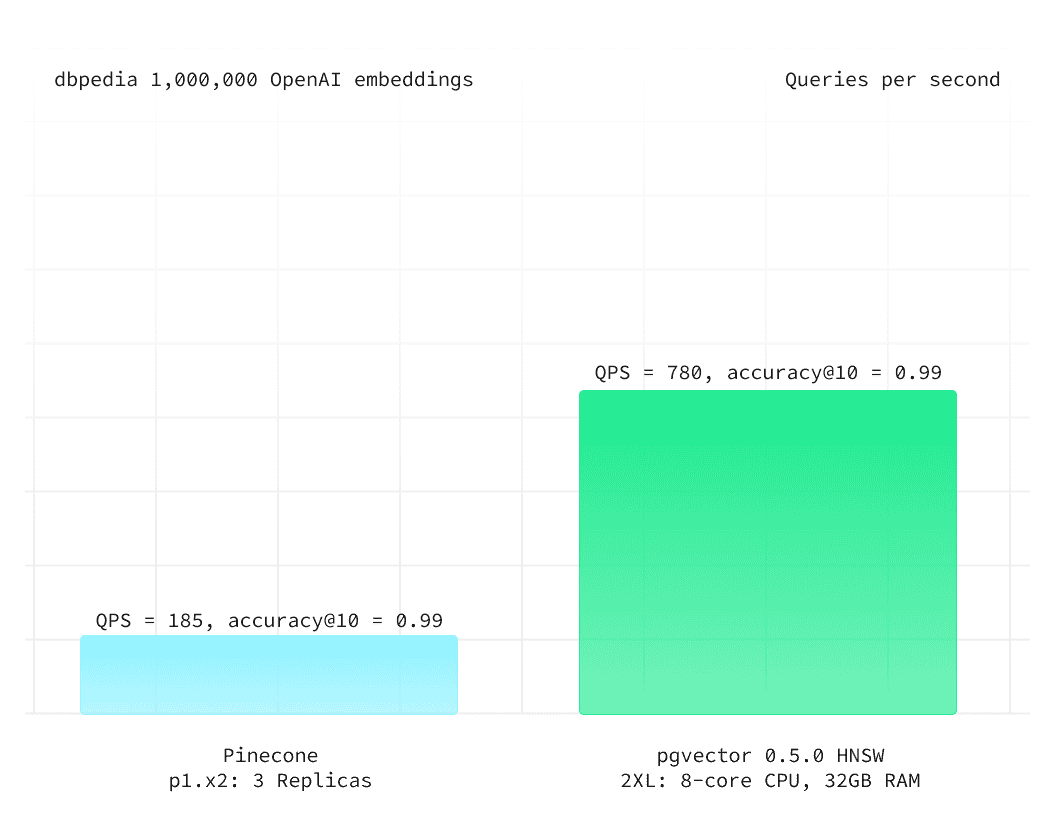 dbpedia 1,000,000 OpenAI embeddings
Queries per second
QPS = 780, accuracy@10 = 0.99
QPS = 185, accuracy@10 = 0.99
Pinecone
p1.x2: 3 Replicas
pgvector 0.5.0 HNSW
2XL: 8-core CPU, 32GB RAM